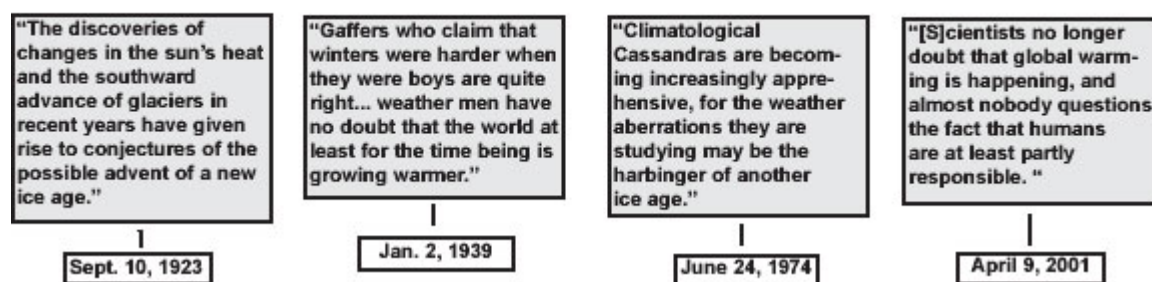 “The discoveries of
changes in the sun’s heat
and the southward
advance of glaciers in
recent years have given
rise to conjectures of the
possible advent of a new
ice age.”
Sept. 10, 1923
“Gaffers who claim that
winters were harder when
they were boys are quite
right... weather men have
no doubt that the world at
least for the time being is
growing warmer.”
Jan. 2, 1939
“Climatological
Cassandras are becom-
ing increasingly appre-
hensive, for the weather
aberrations they are
studying may be the
harbinger of another
ice age.”
June 24, 1974
“[S]cientists no longer
doubt that global warm-
ing is happening, and
almost nobody questions
the fact that humans
are at least partly
responsible. “
April 9, 2001